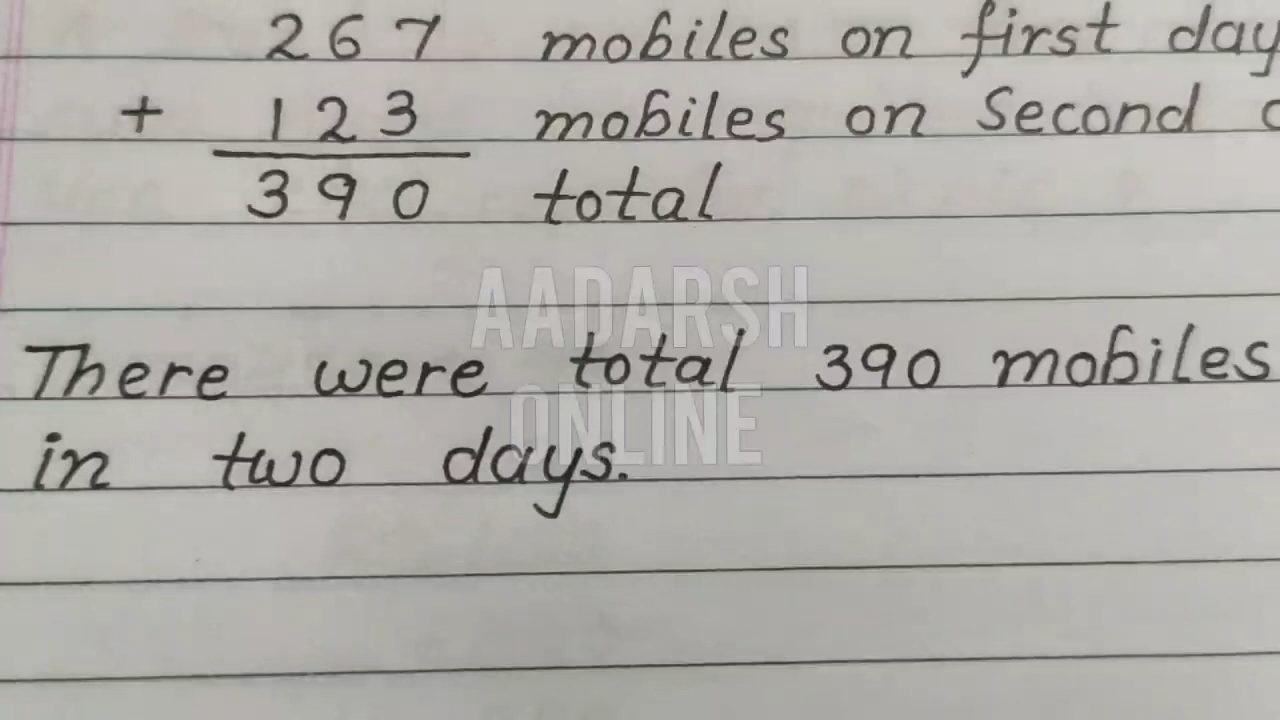 267 mobiles on first day
+ 123 mobiles on Second
390 total
AADARSH
There were total 390 mobiles
ONLINE
in two days.